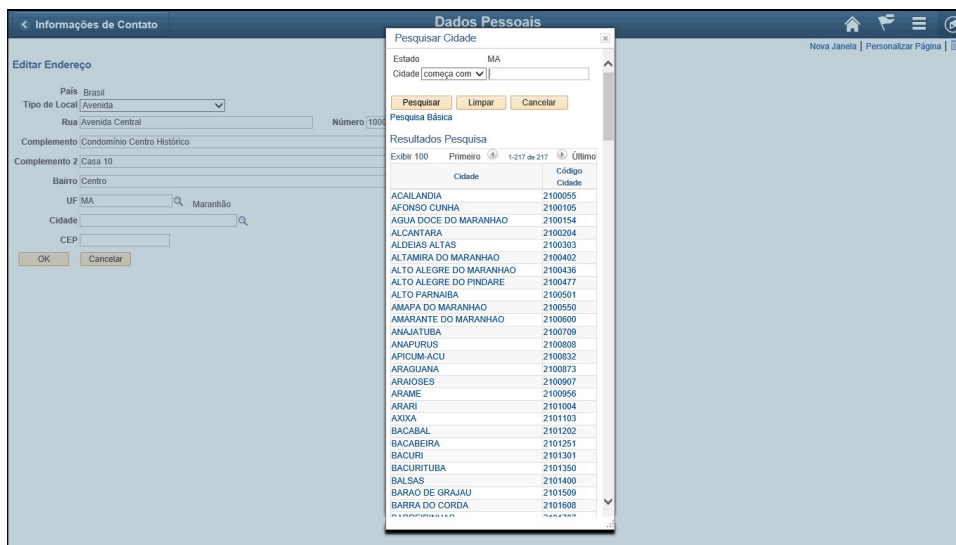 Informações de Contato
Dados Pessoais
Nova Janela | Personalizar Página |
Editar Endereço
País Brasil
Tipo de Local Avenida
Rua Avenida Central
Número 1000
Complemento Condomínio Centro Histórico
Complemento 2 Casa 10
Bairro Centro
UF MA Maranhão
Cidade
CEP
OK Cancelar
Pesquisar Cidade
Estado MA
Cidade começa com
Pesquisar Limpar Cancelar
Pesquisa Básica
Resultados Pesquisa
Exibir 100 Primeiro 1-217 de 217 Último
Cidade Código Cidade
ACAILANDIA 2100055
AFONSO CUNHA 2100105
AGUA DOCE DO MARANHAO 2100154
ALCANTARA 2100204
ALDEIAS ALTAS 2100303
ALTAMIRA DO MARANHAO 2100402
ALTO ALEGRE DO MARANHAO 2100436
ALTO ALEGRE DO PINDARE 2100477
ALTO PARNAIBA 2100501
AMAPA DO MARANHAO 2100550
AMARANTE DO MARANHAO 2100600
ANAJATUBA 2100709
ANAPURUS 2100808
APICUM-ACU 2100832
ARAGUANA 2100873
ARAIOSES 2100907
ARAME 2100956
ARARI 2101004
AXIXA 2101103
BACABAL 2101202
BACABEIRA 2101251
BACURI 2101301
BACURITUBA 2101350
BALSAS 2101400
BARAO DE GRAJAU 2101509
BARRA DO CORDA 2101608